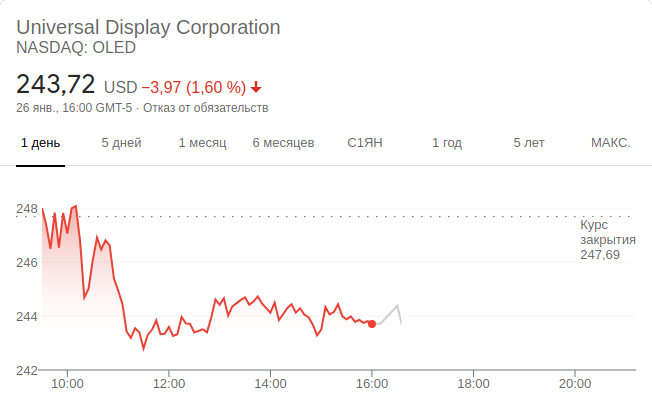 Universal Display Corporation
NASDAQ: OLED
243,72 USD −3,97 (1,60 %)
26 янв., 16:00 GMT-5 · Отказ от обязательств
1 день 5 дней 1 месяц 6 месяцев С1ЯН 1 год 5 лет МАКС.
248
Курс
закрытия
247,69
246
244
242
10:00 12:00 14:00 16:00 18:00 20:00